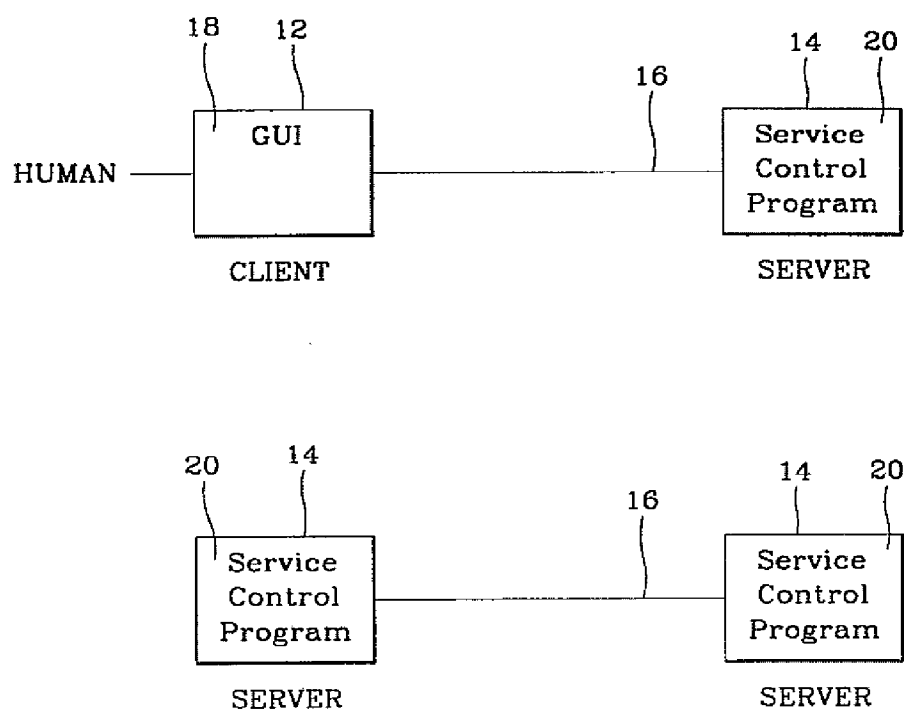 18 12 14 20
16
GUI
HUMAN
Service
Control
Program
CLIENT
SERVER
20 14 14 20
16
Service
Control
Program
Service
Control
Program
SERVER
SERVER